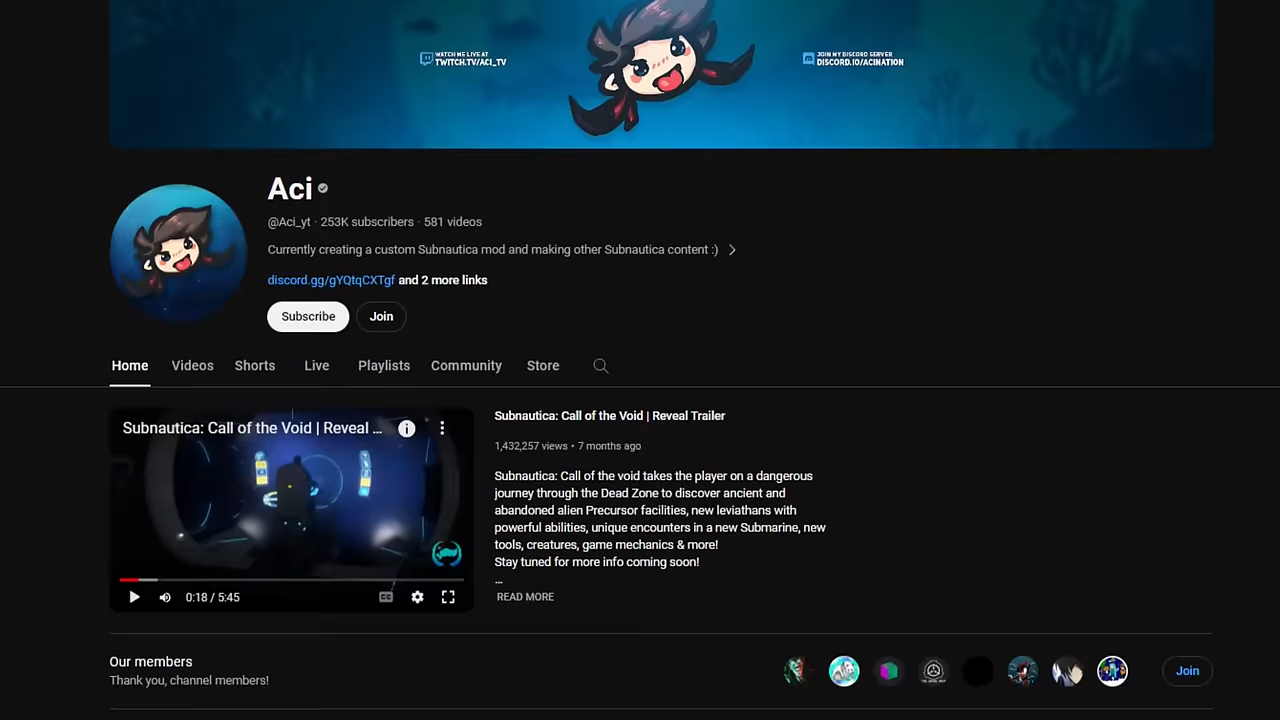 WATCH ME LIVE AT
TWITCH.TV/ACI_TV
JOIN MY DISCORD SERVER
DISCORD.IO/ACINATION
Aci
@Aci_yt · 253K subscribers · 581 videos
Currently creating a custom Subnautica mod and making other Subnautica content :)
discord.gg/gYQtqCXTgf and 2 more links
Subscribe
Join
Home Videos Shorts Live Playlists Community Store
Subnautica: Call of the Void | Reveal ...
0:18 / 5:45
CC
Subnautica: Call of the Void | Reveal Trailer
1,432,257 views • 7 months ago
Subnautica: Call of the void takes the player on a dangerous
journey through the Dead Zone to discover ancient and
abandoned alien Precursor facilities, new leviathans with
powerful abilities, unique encounters in a new Submarine, new
tools, creatures, game mechanics & more!
Stay tuned for more info coming soon!
...
READ MORE
Our members
Thank you, channel members!
Join